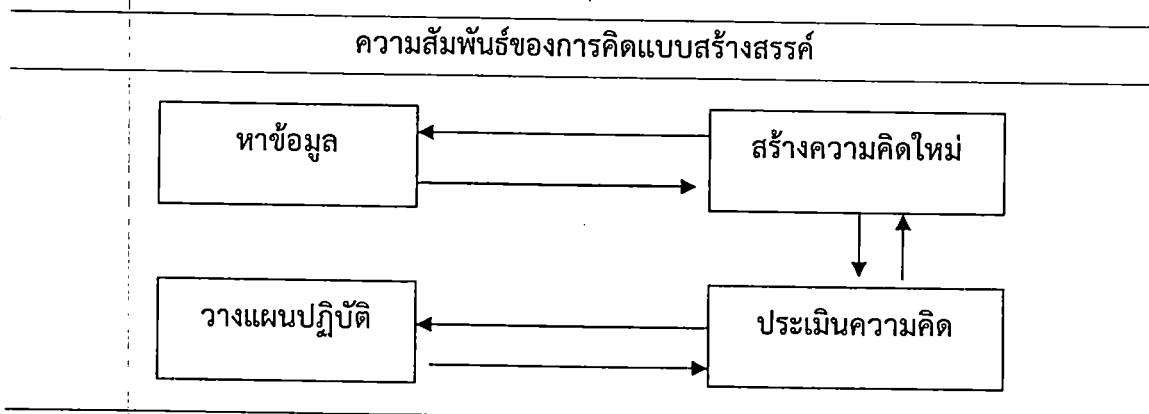 ความสัมพันธ์ของการคิดแบบสร้างสรรค์
หาข้อมูล
สร้างความคิดใหม่
วางแผนปฏิบัติ
ประเมินความคิด